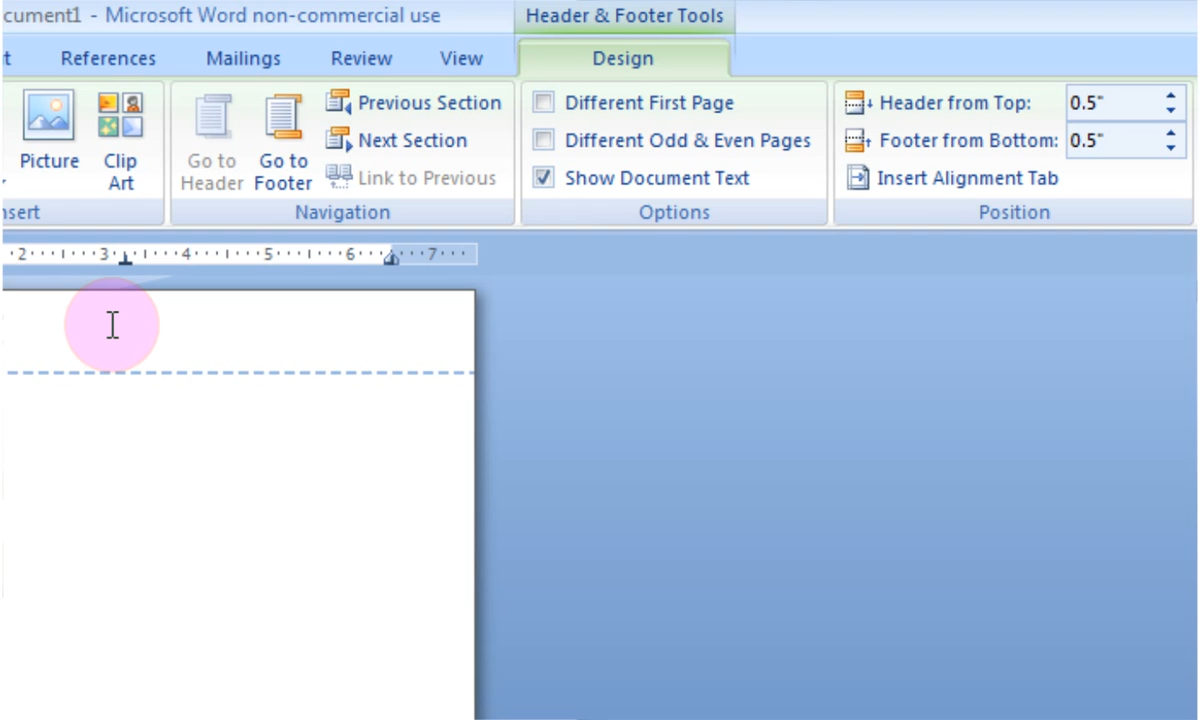 cument1 - Microsoft Word non-commercial use
Header & Footer Tools
t References Mailings Review View Design
Picture
Clip Art
nsert
Go to Header
Go to Footer
Previous Section
Next Section
Link to Previous
Navigation
Different First Page
Different Odd & Even Pages
Show Document Text
Options
Header from Top: 0.5"
Footer from Bottom: 0.5"
Insert Alignment Tab
Position
2 3 4 5 6 7